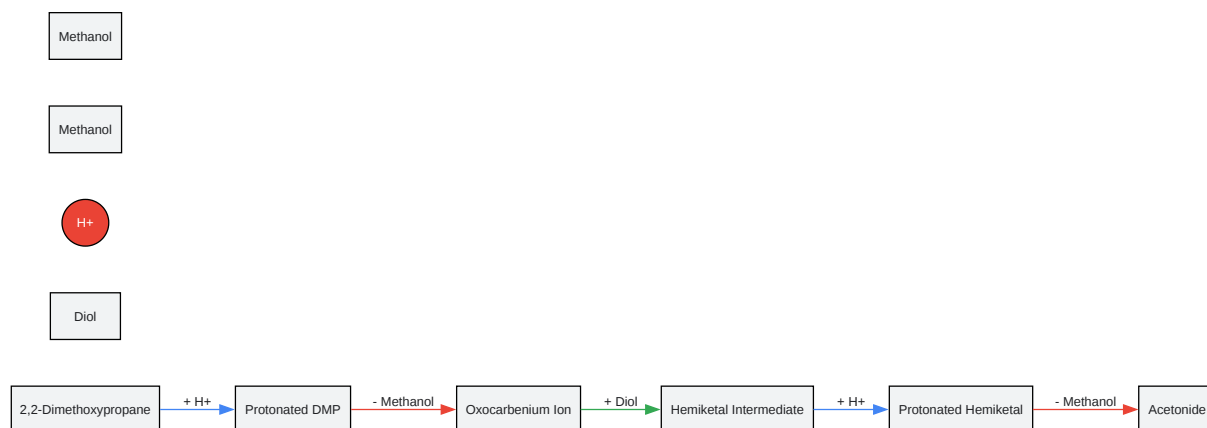 Methanol
Methanol
H+
Diol
2,2-Dimethoxypropane
+ H+
Protonated DMP
- Methanol
Oxocarbenium Ion
+ Diol
Hemiketal Intermediate
+ H+
Protonated Hemiketal
- Methanol
Acetonide